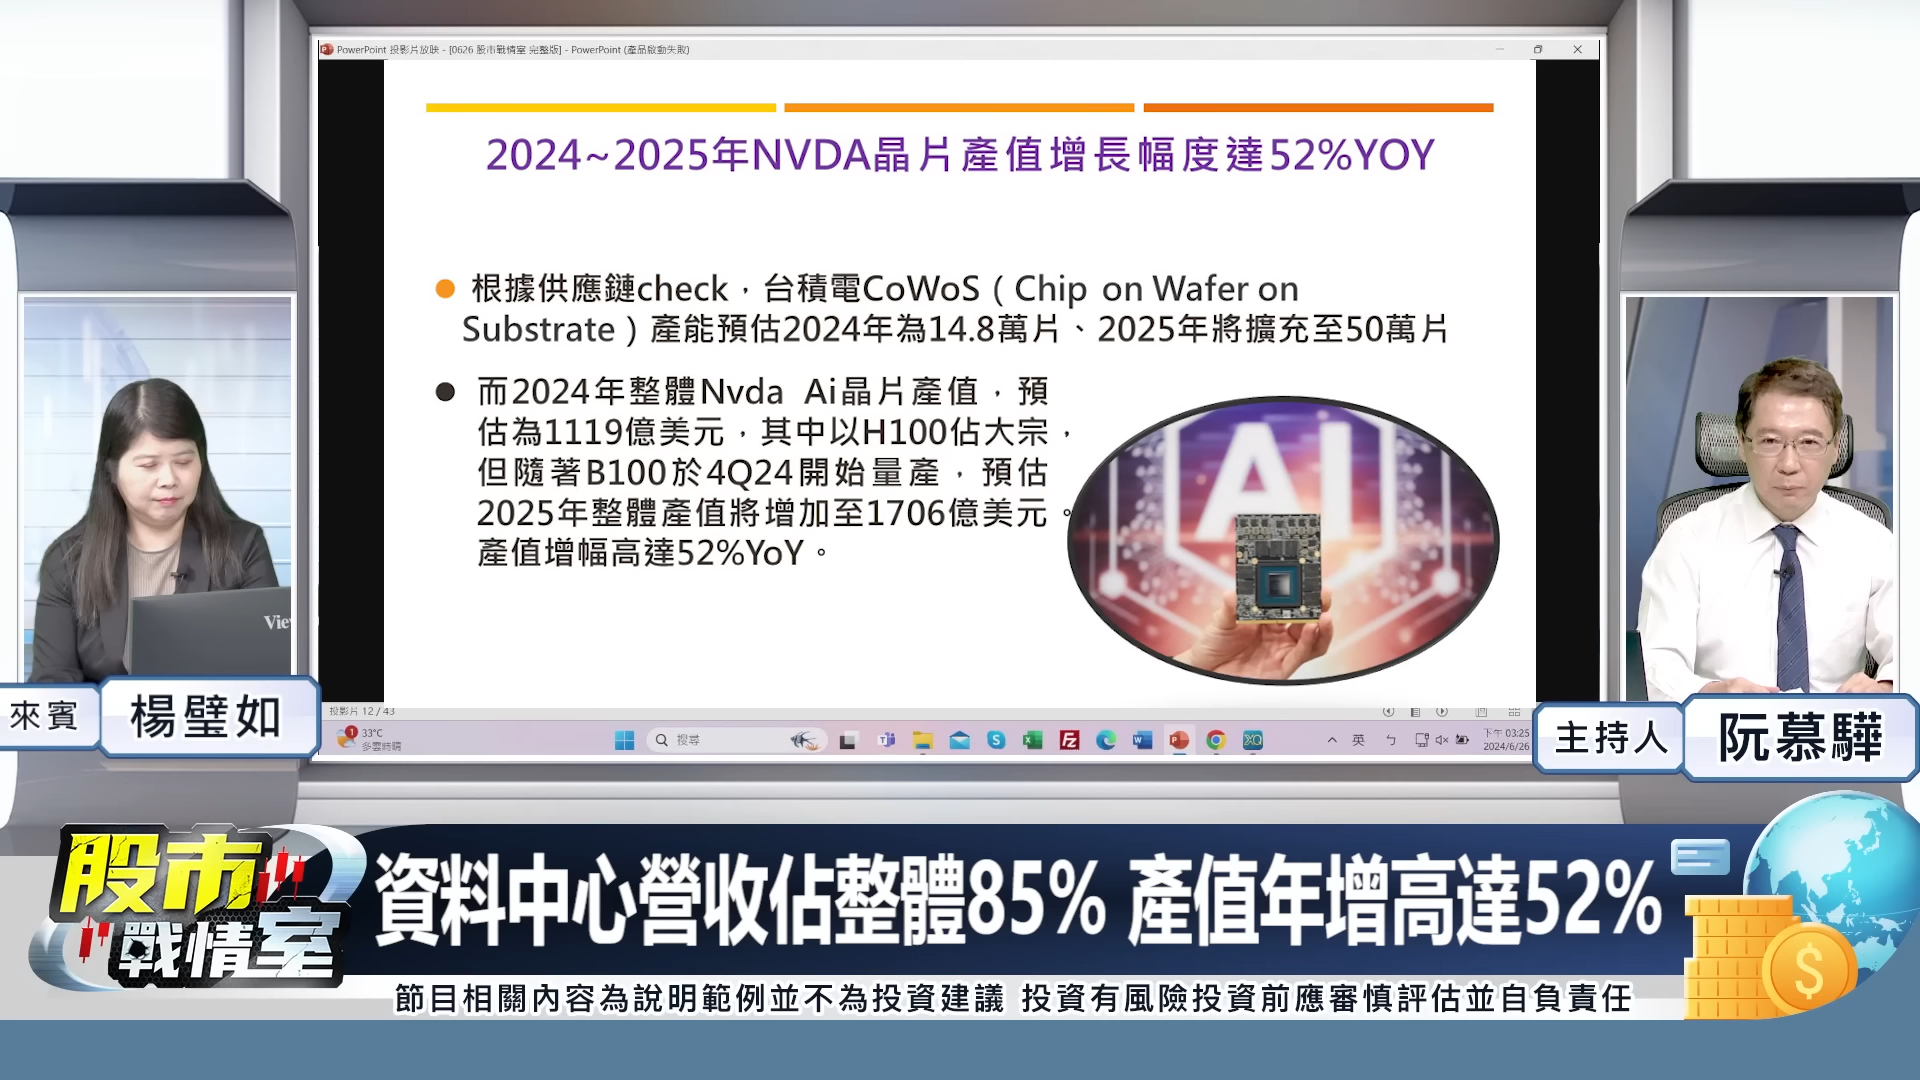 PowerPoint 投影片放映 - [0626 股市戰情室 完整版] - PowerPoint (產品啟動失敗)
2024~2025年NVDA晶片產值增長幅度達52%YOY
根據供應鏈check，台積電CoWoS（Chip on Wafer on
Substrate）產能預估2024年為14.8萬片、2025年將擴充至50萬片
而2024年整體Nvda Ai晶片產值，預
估為1119億美元，其中以H100佔大宗，
但隨著B100於4Q24開始量產，預估
2025年整體產值將增加至1706億美元。
產值增幅高達52%YoY。
AI
View
來賓 楊璧如
主持人 阮慕驊
投影片 12 / 43
1
33°C
多雲時晴
搜尋
英
ㄅ
下午 03:25
2024/6/26
股市
戰情室
資料中心營收佔整體85% 產值年增高達52%
節目相關內容為說明範例並不為投資建議 投資有風險投資前應審慎評估並自負責任